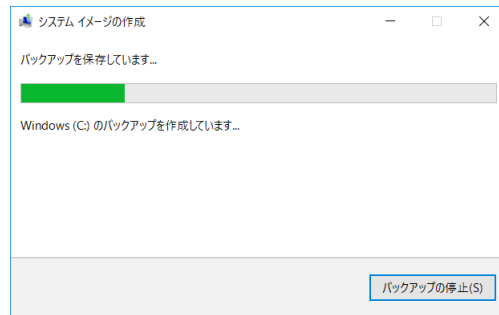 システム イメージの作成
バックアップを保存しています...
Windows (C:) のバックアップを作成しています...
バックアップの停止(S)